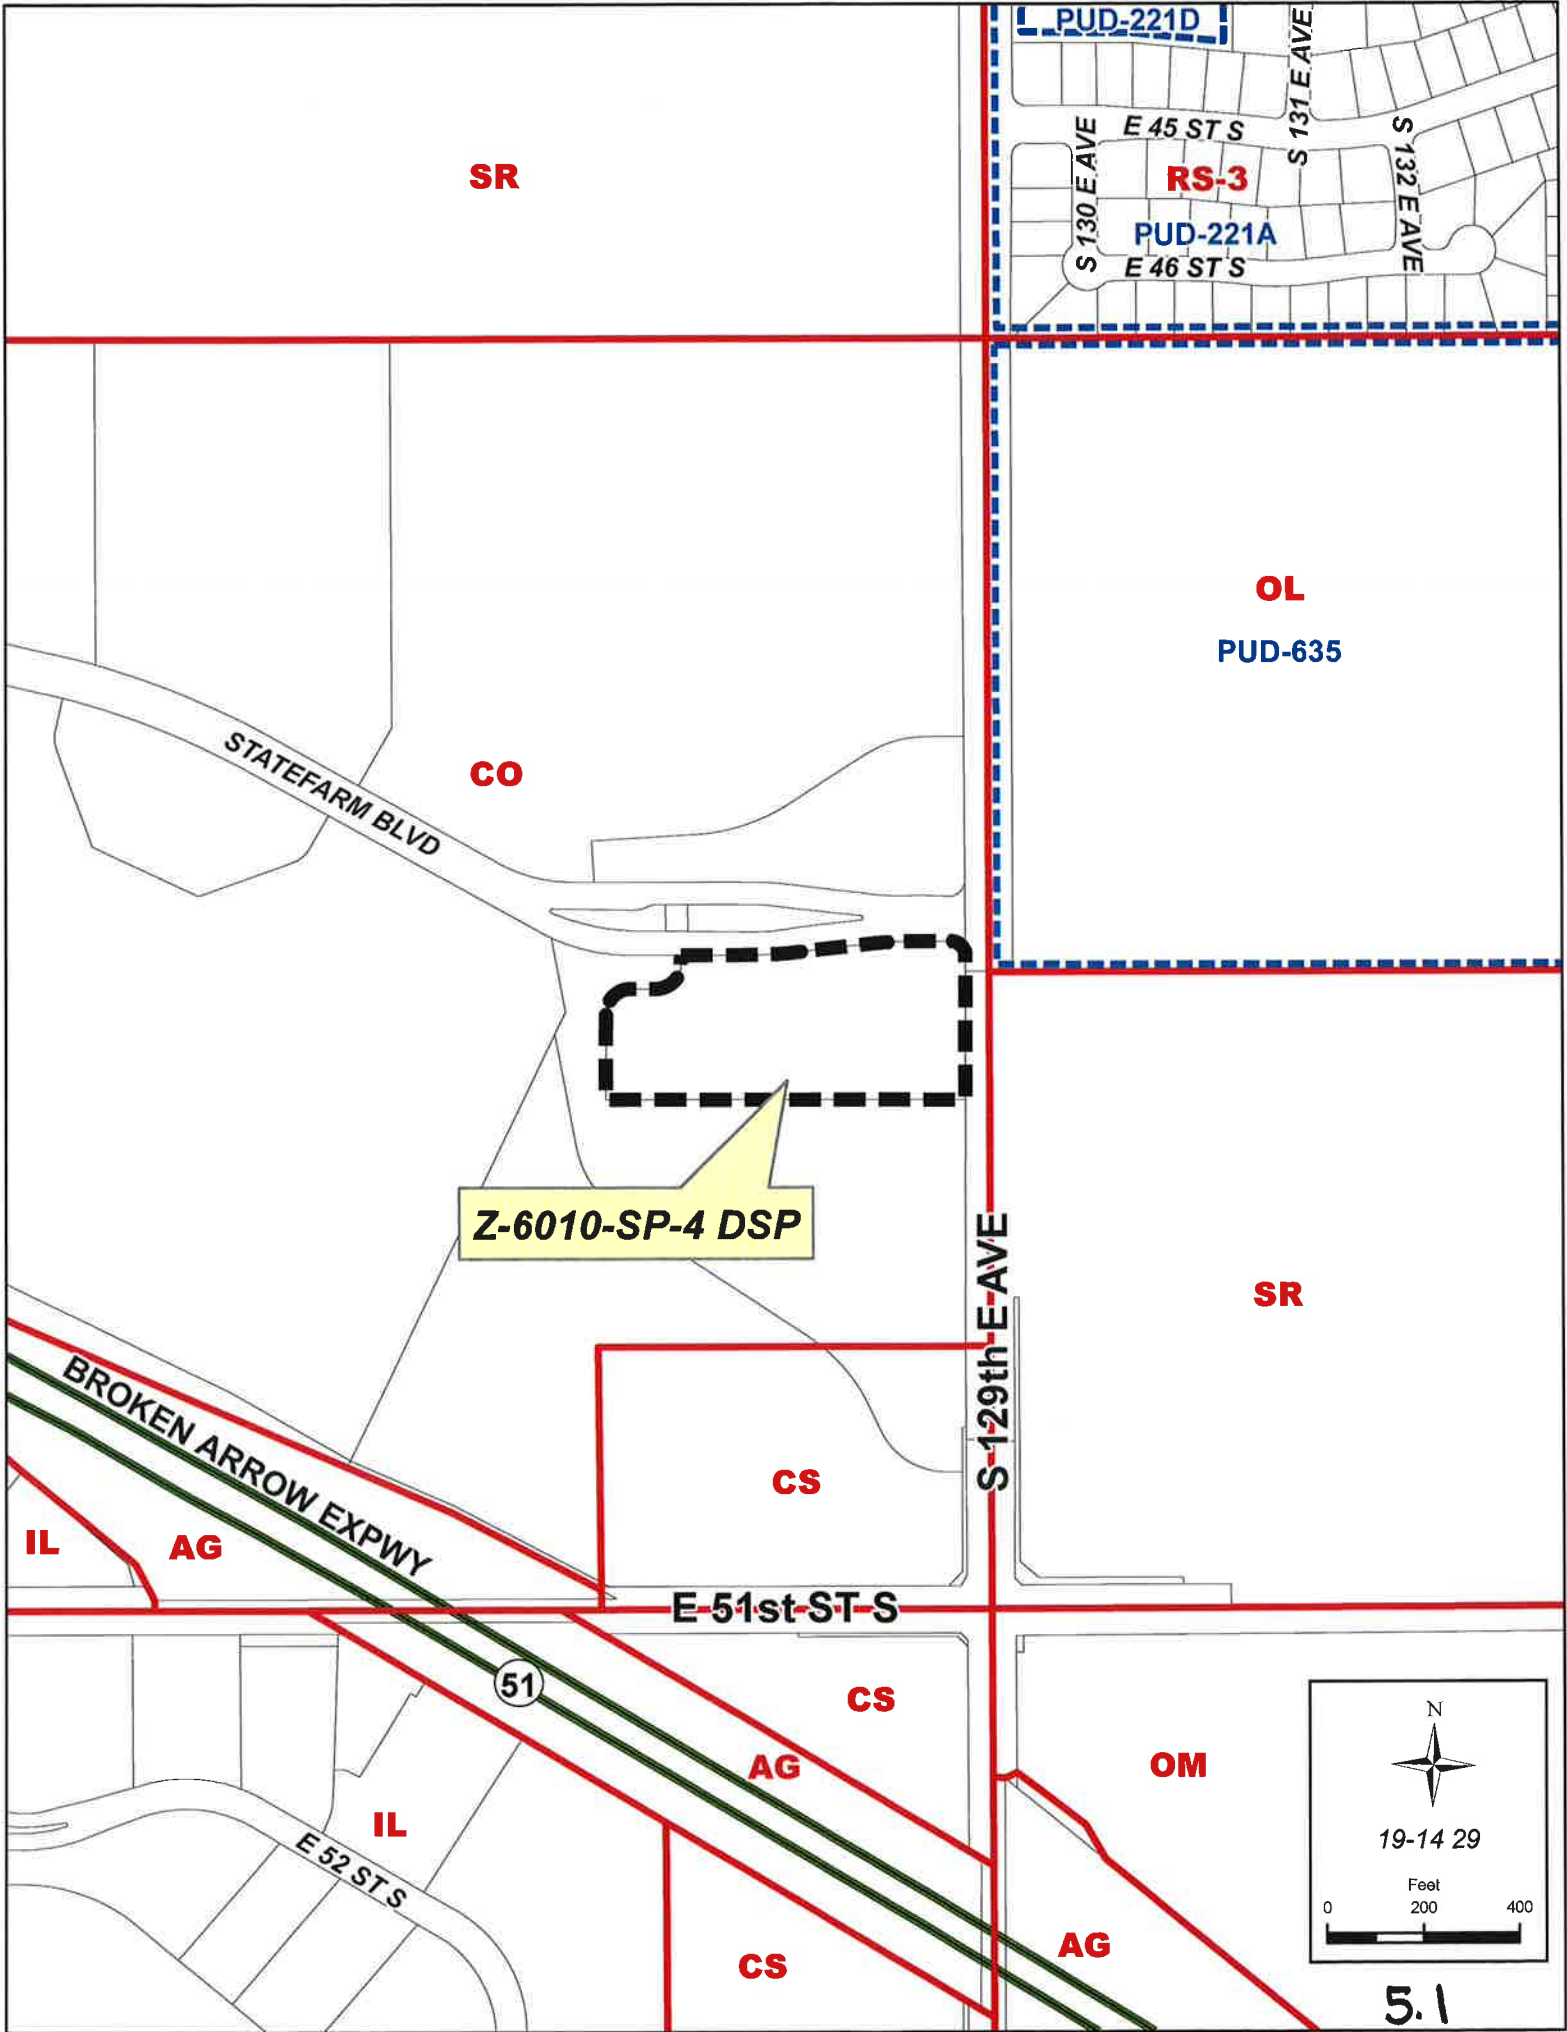 PUD-221D
S 131 E AVE
E 45 ST S
S 130 E AVE
S 132 E AVE
SR
RS-3
PUD-221A
E 46 ST S
OL
PUD-635
STATEFARM BLVD
CO
Z-6010-SP-4 DSP
S 129th E AVE
SR
BROKEN ARROW EXPWY
CS
IL
AG
E 51st ST S
51
CS
AG
OM
IL
E 52 ST S
CS
AG
N
19-14 29
Feet
0 200 400
5.1